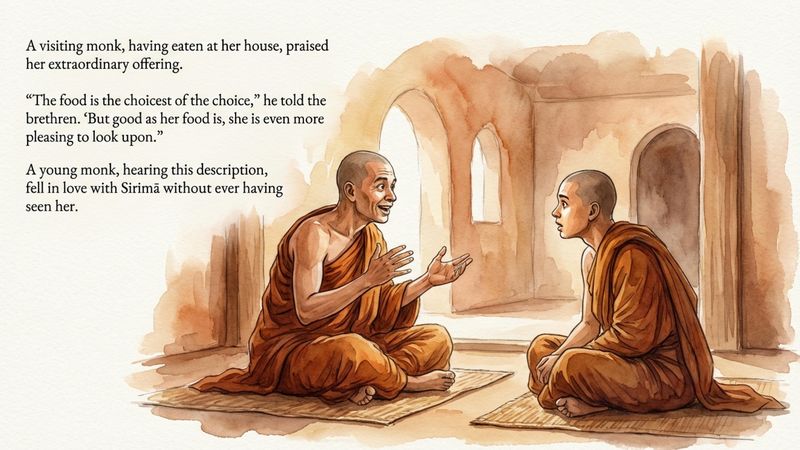 A visiting monk, having eaten at her house, praised
her extraordinary offering.
“The food is the choicest of the choice,” he told the
brethren. ‘But good as her food is, she is even more
pleasing to look upon.”
A young monk, hearing this description,
fell in love with Sirimā without ever having
seen her.